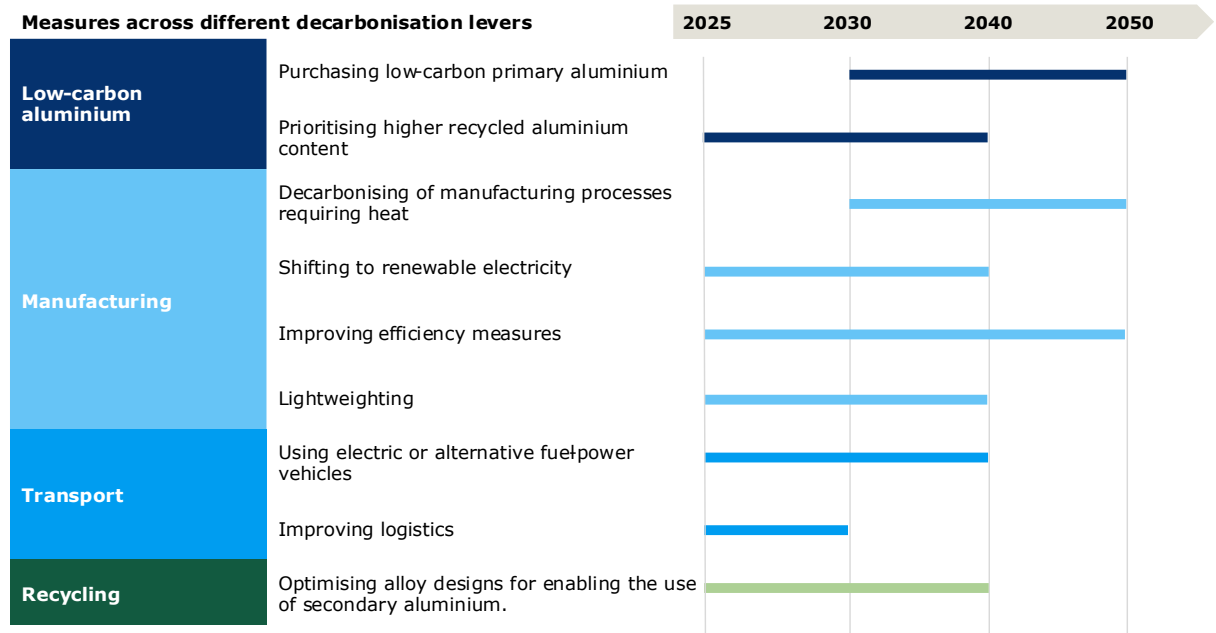 Measures across different decarbonisation levers
2025 2030 2040 2050
Low-carbon
aluminium
Purchasing low-carbon primary aluminium
Prioritising higher recycled aluminium
content
Manufacturing
Decarbonising of manufacturing processes
requiring heat
Shifting to renewable electricity
Improving efficiency measures
Lightweighting
Transport
Using electric or alternative fuel-power
vehicles
Improving logistics
Recycling
Optimising alloy designs for enabling the use
of secondary aluminium.